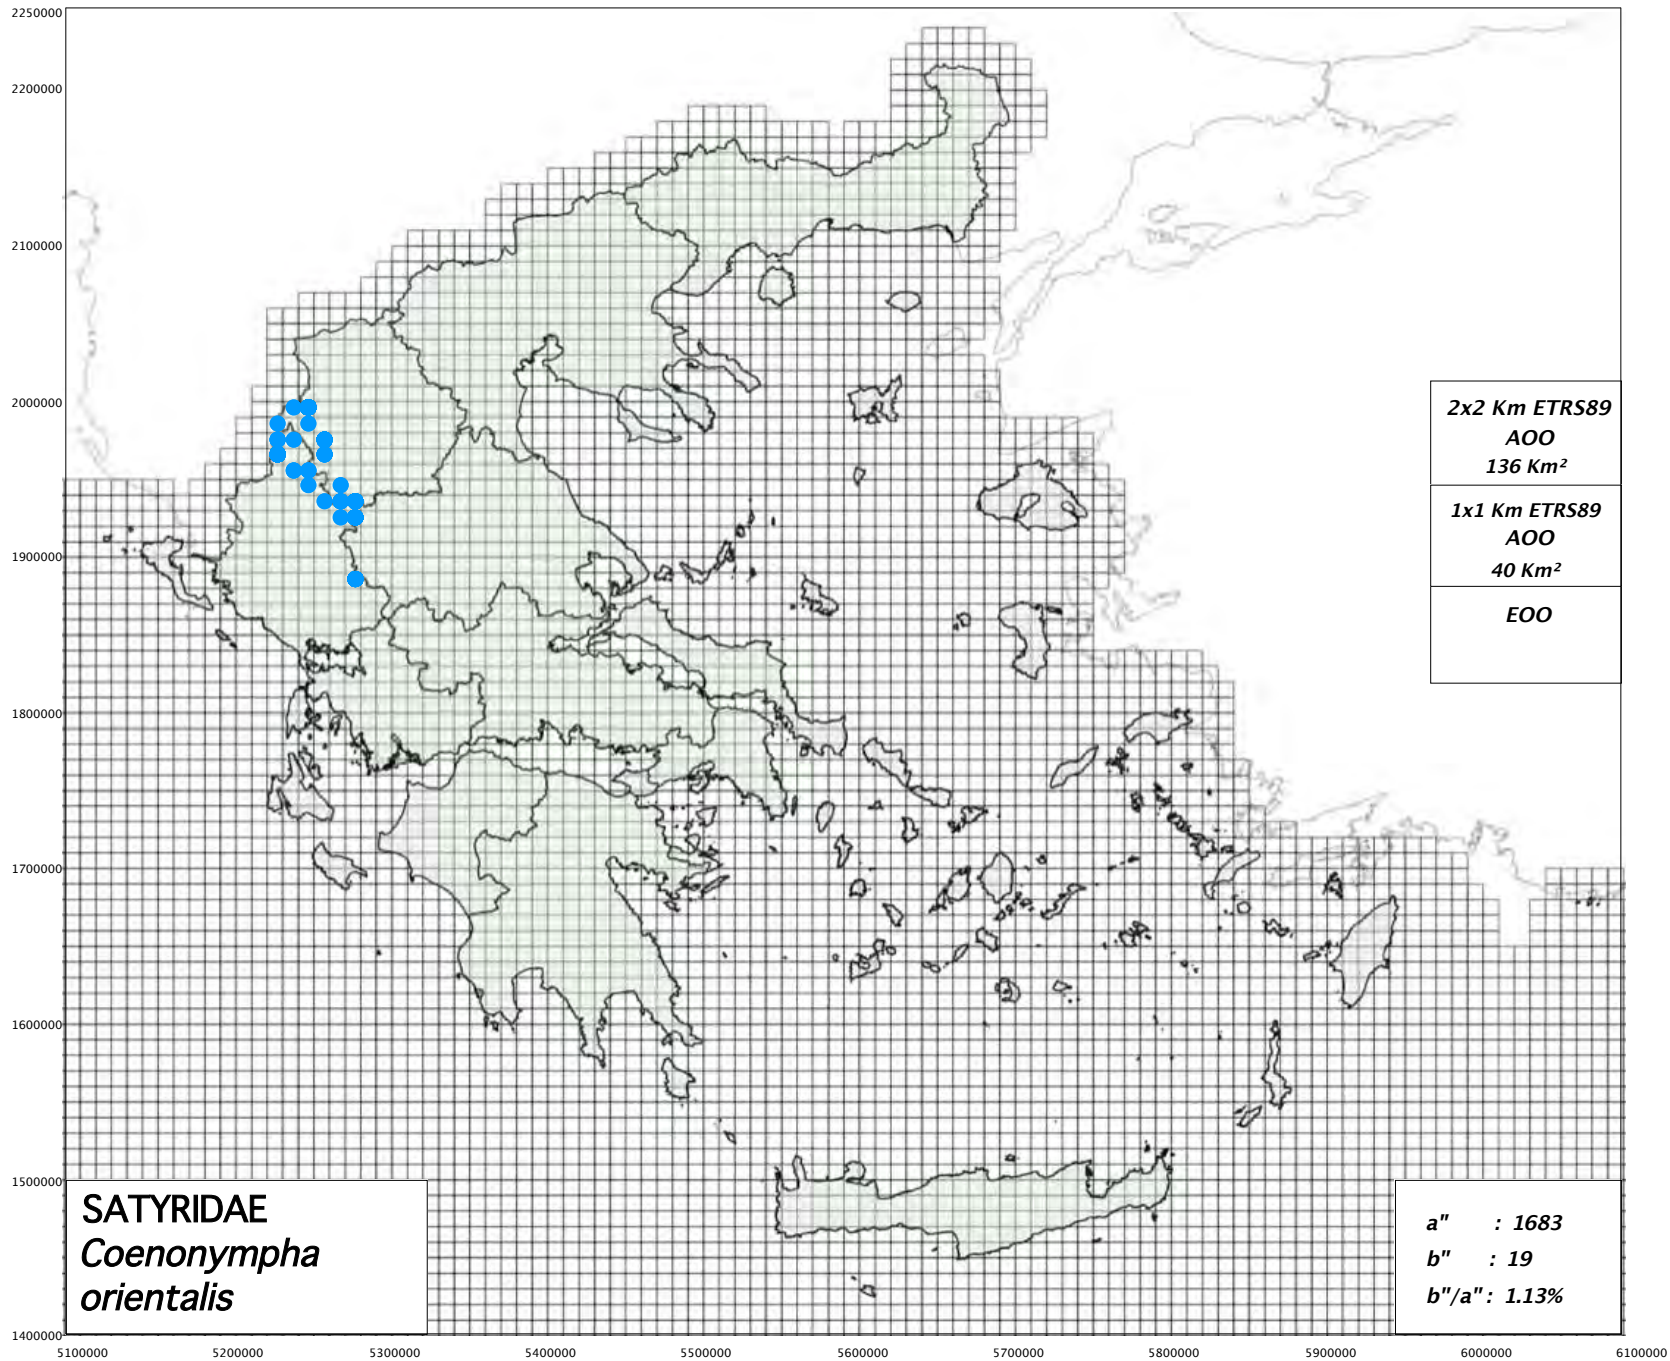 2250000
2200000
2100000
2000000
1900000
1800000
1700000
1600000
1500000
1400000
2x2 Km ETRS89
AOO
136 Km²
1x1 Km ETRS89
AOO
40 Km²
EOO
SATYRIDAE
Coenonympha
orientalis
a" : 1683
b" : 19
b"/a" : 1.13%
5100000 5200000 5300000 5400000 5500000 5600000 5700000 5800000 5900000 6000000 6100000